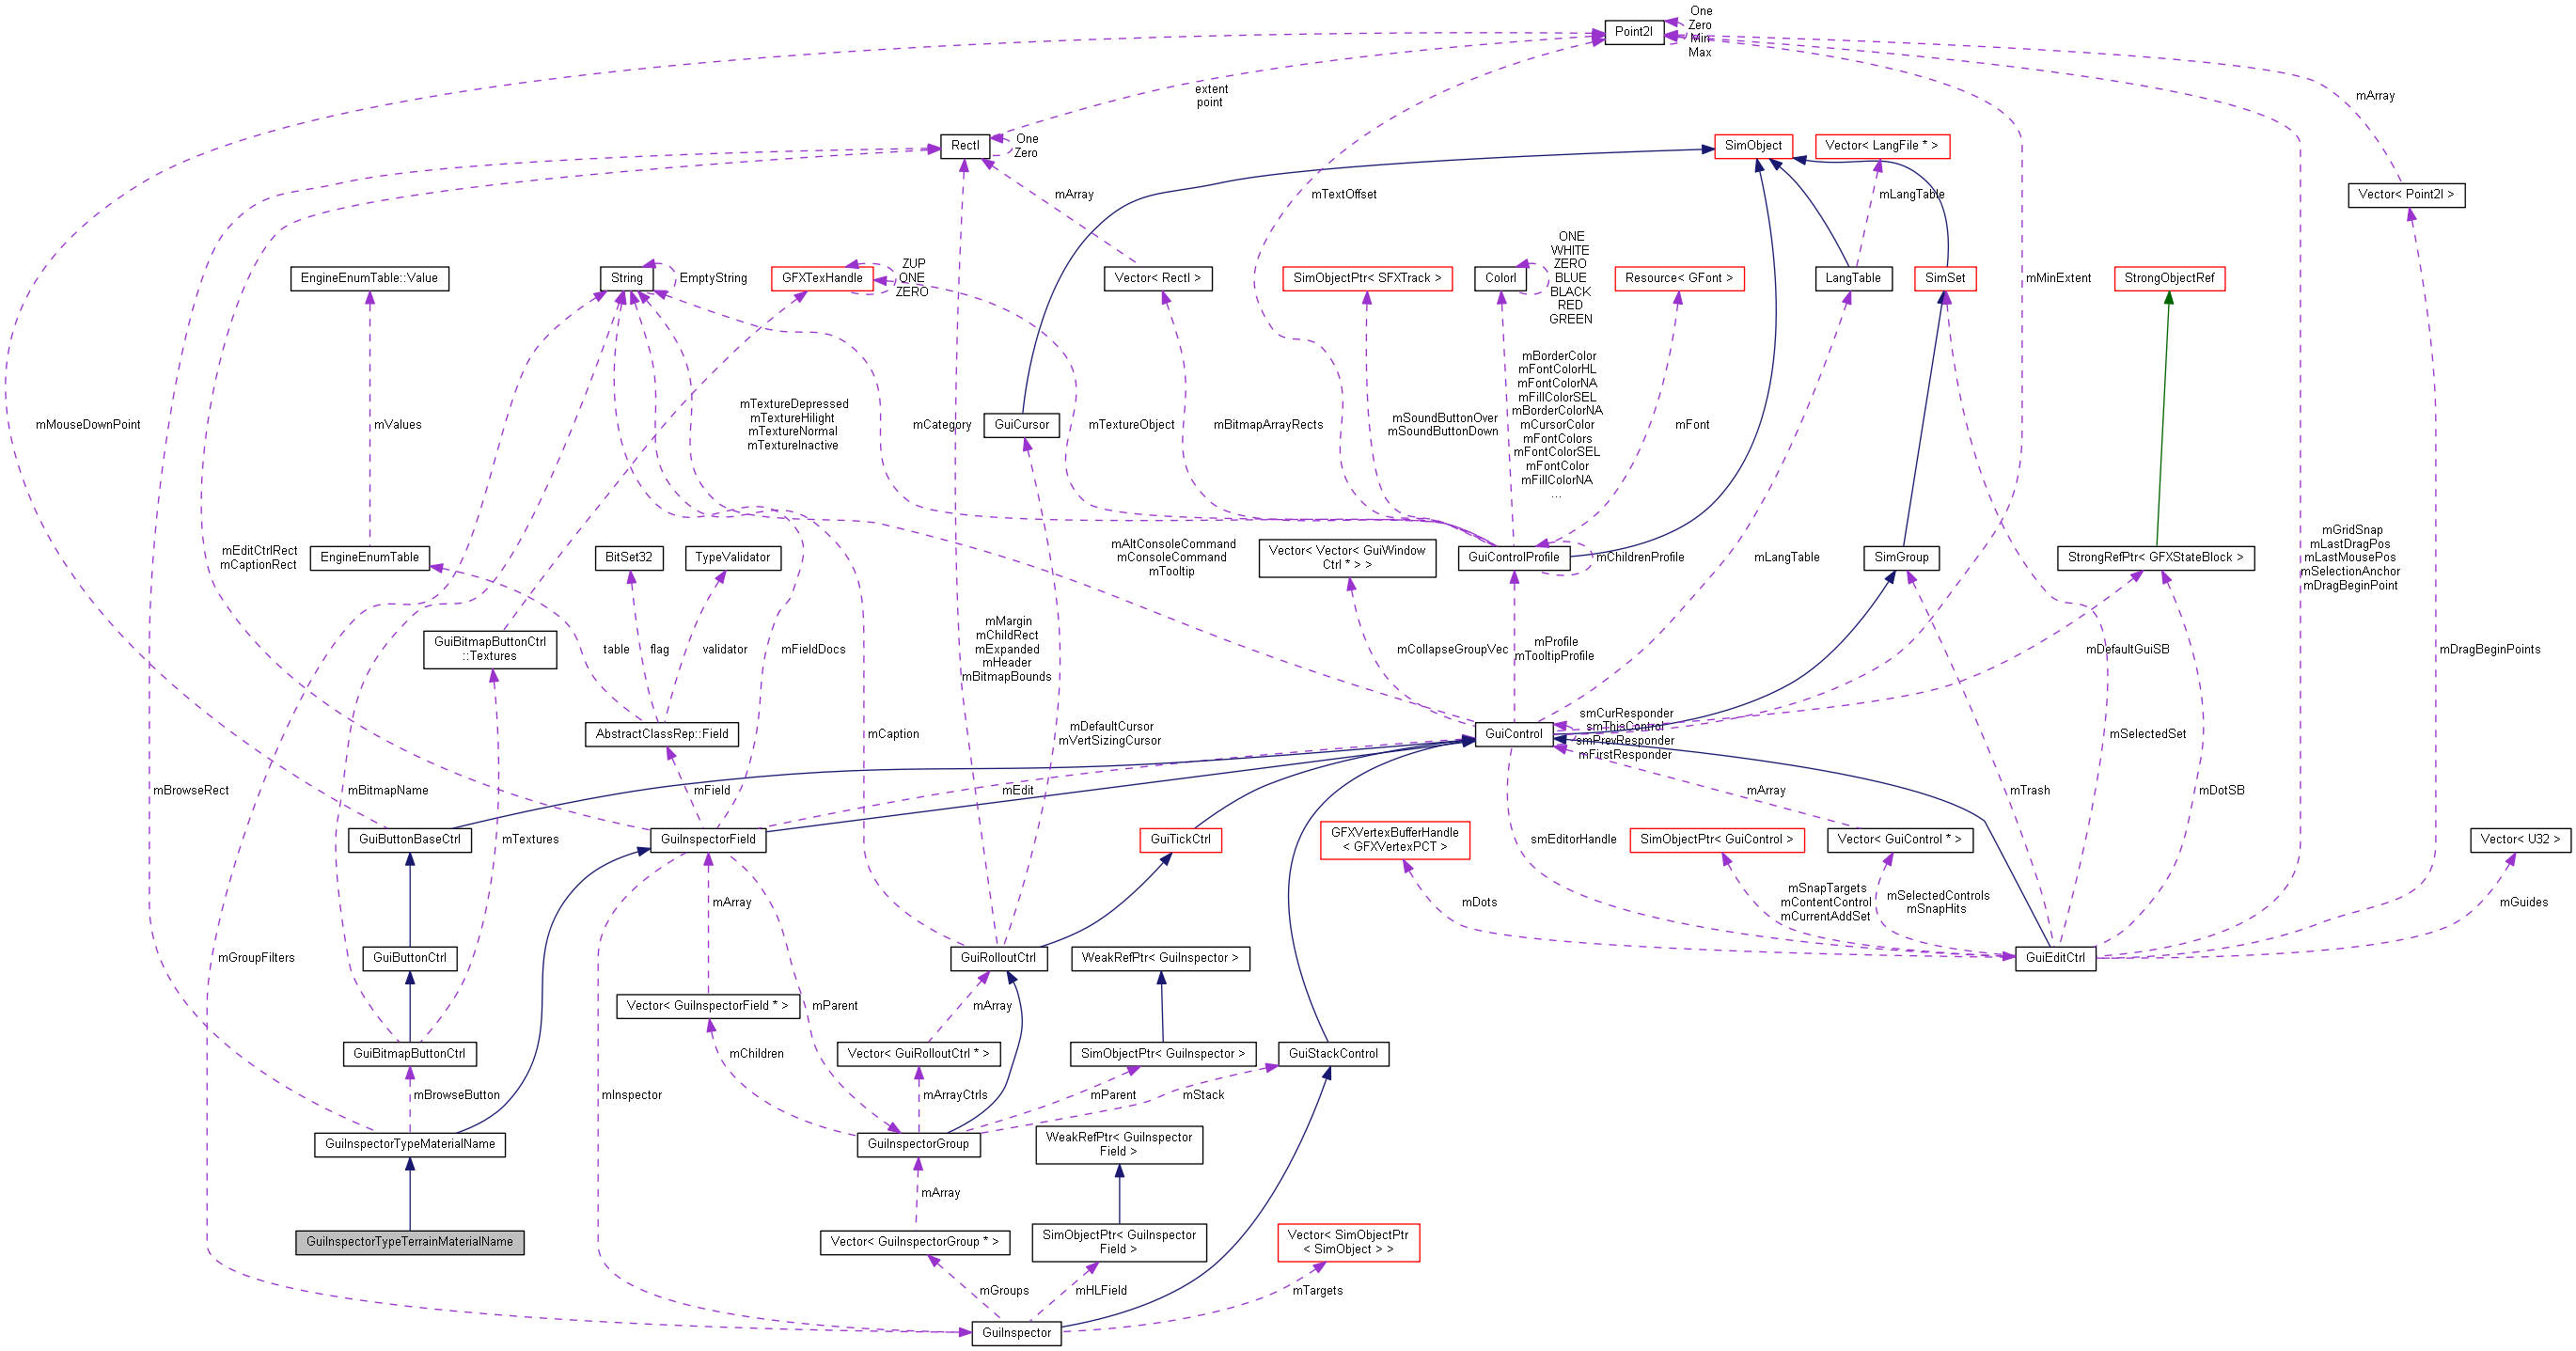 One
Zero
Min
Max
Point2I
extent
point
mArray
RectI
One
Zero
SimObject
Vector< LangFile * >
mArray
mTextOffset
mLangTable
Vector< Point2I >
EngineEnumTable::Value
String
EmptyString
GFXTexHandle
ZUP
ONE
ZERO
Vector< RectI >
SimObjectPtr< SFXTrack >
ColorI
ONE
WHITE
ZERO
BLUE
BLACK
RED
GREEN
Resource< GFont >
LangTable
SimSet
mMinExtent
StrongObjectRef
mMouseDownPoint
mValues
mTextureDepressed
mTextureHilight
mTextureNormal
mTextureInactive
mCategory
GuiCursor
mTextureObject
mBitmapArrayRects
mSoundButtonOver
mSoundButtonDown
mBorderColor
mFontColorHL
mFontColorNA
mFillColorSEL
mBorderColorNA
mCursorColor
mFontColors
mFontColorSEL
mFontColor
mFillColorNA
...
mFont
mEditCtrlRect
mCaptionRect
EngineEnumTable
BitSet32
TypeValidator
mAltConsoleCommand
mConsoleCommand
mTooltip
Vector< Vector< GuiWindow
Ctrl * > >
GuiControlProfile
mChildrenProfile
mLangTable
SimGroup
StrongRefPtr< GFXStateBlock >
mGridSnap
mLastDragPos
mLastMousePos
mSelectionAnchor
mDragBeginPoint
GuiBitmapButtonCtrl
::Textures
table
flag
validator
mFieldDocs
mMargin
mChildRect
mExpanded
mHeader
mBitmapBounds
mCollapseGroupVec
mProfile
mTooltipProfile
mDefaultGuiSB
mDragBeginPoints
AbstractClassRep::Field
mCaption
mDefaultCursor
mVertSizingCursor
GuiControl
smCurResponder
smThisControl
smPrevResponder
mFirstResponder
mSelectedSet
mBrowseRect
mBitmapName
mField
mEdit
mArray
mTrash
mDotSB
GuiButtonBaseCtrl
mTextures
GuiInspectorField
GuiTickCtrl
GFXVertexBufferHandle
< GFXVertexPCT >
smEditorHandle
SimObjectPtr< GuiControl >
Vector< GuiControl * >
Vector< U32 >
mArray
mDots
mSnapTargets
mContentControl
mCurrentAddSet
mSelectedControls
mSnapHits
mGuides
mGroupFilters
GuiButtonCtrl
GuiRolloutCtrl
WeakRefPtr< GuiInspector >
GuiEditCtrl
Vector< GuiInspectorField * >
mParent
mArray
GuiBitmapButtonCtrl
mChildren
Vector< GuiRolloutCtrl * >
SimObjectPtr< GuiInspector >
GuiStackControl
mBrowseButton
mInspector
mArrayCtrls
mParent
mStack
GuiInspectorTypeMaterialName
GuiInspectorGroup
WeakRefPtr< GuiInspector
Field >
mArray
GuiInspectorTypeTerrainMaterialName
Vector< GuiInspectorGroup * >
SimObjectPtr< GuiInspector
Field >
Vector< SimObjectPtr
< SimObject > >
mGroups
mHLField
mTargets
GuiInspector